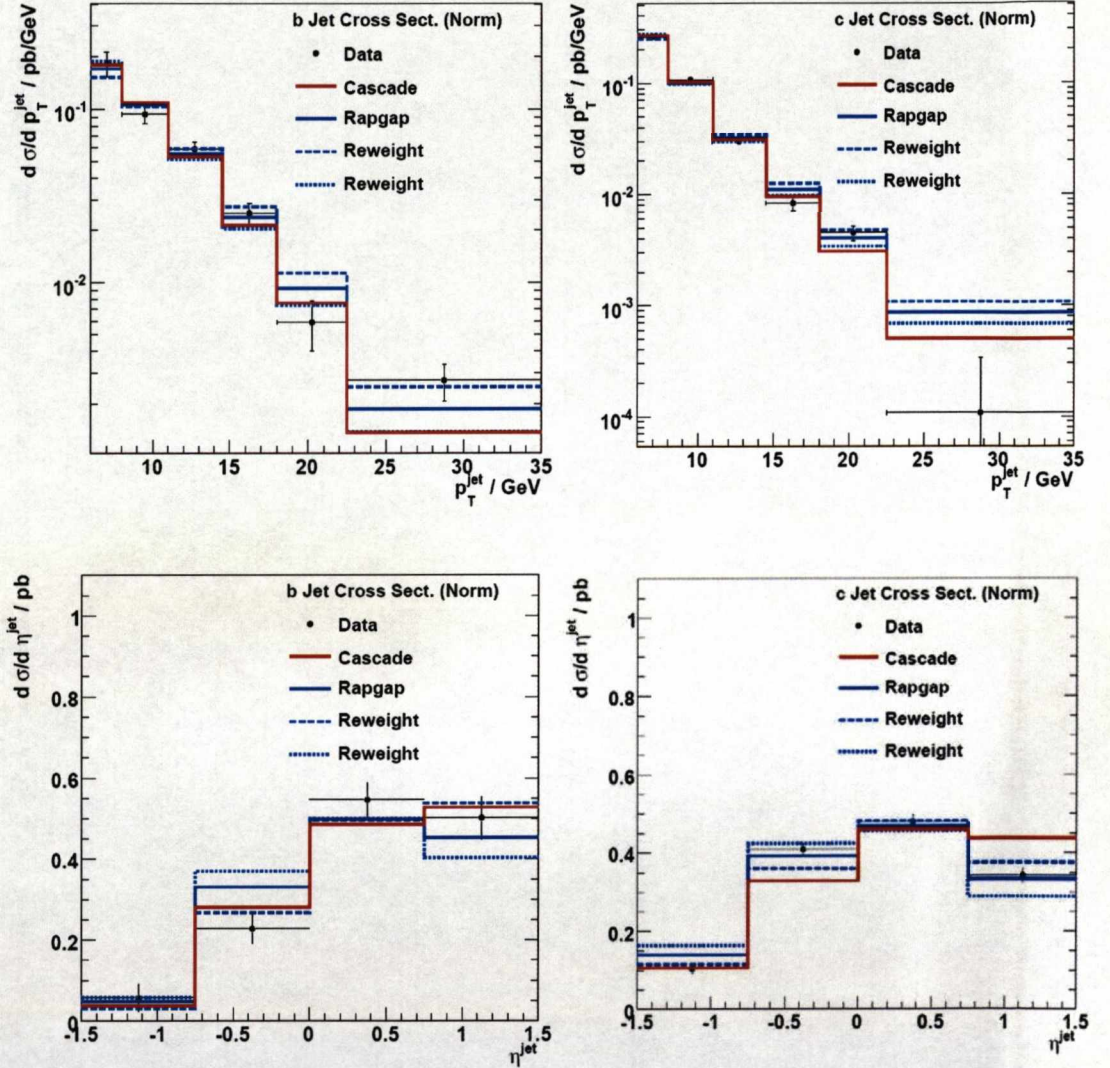 b Jet Cross Sect. (Norm)
Data
Cascade
Rapgap
Reweight
Reweight
d σ/d p_T^jet / pb/GeV
10^-1
10^-2
10 15 20 25 30 35
p_T^jet / GeV
c Jet Cross Sect. (Norm)
Data
Cascade
Rapgap
Reweight
Reweight
d σ/d p_T^jet / pb/GeV
10^-1
10^-2
10^-3
10^-4
10 15 20 25 30 35
p_T^jet / GeV
b Jet Cross Sect. (Norm)
Data
Cascade
Rapgap
Reweight
Reweight
d σ/d η^jet / pb
1
0.8
0.6
0.4
0.2
0
-1.5 -1 -0.5 0 0.5 1 1.5
η^jet
c Jet Cross Sect. (Norm)
Data
Cascade
Rapgap
Reweight
Reweight
d σ/d η^jet / pb
1
0.8
0.6
0.4
0.2
0
-1.5 -1 -0.5 0 0.5 1 1.5
η^jet